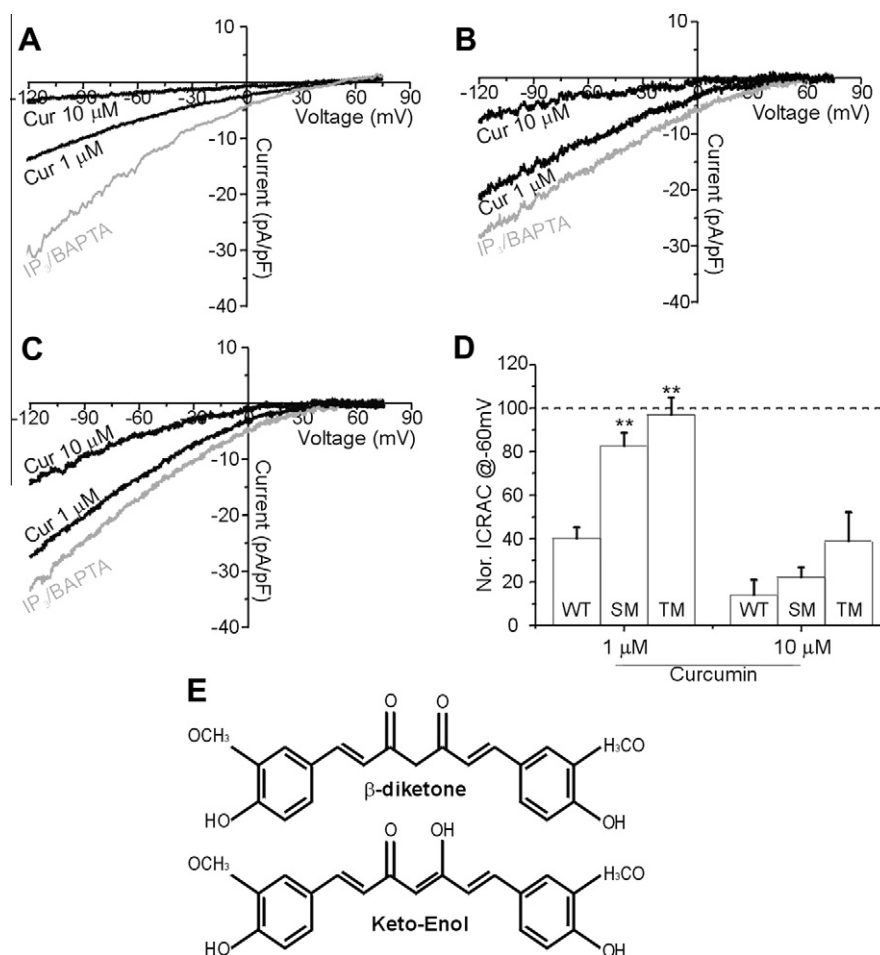 A
10
-120
-90
-60
-30
0
30
60
90
Voltage (mV)
Cur 10 μM
Cur 1 μM
IP3/BAPTA
-10
-20
-30
-40
Current (pA/pF)
B
10
-120
-90
-60
-30
0
30
60
90
Voltage (mV)
Cur 10 μM
Cur 1 μM
IP3/BAPTA
-10
-20
-30
-40
Current (pA/pF)
C
10
-120
-90
-60
-30
0
30
60
90
Voltage (mV)
Cur 10 μM
Cur 1 μM
IP3/BAPTA
-10
-20
-30
-40
Current (pA/pF)
D
Nor. ICRAC @-60mV
120
100
80
60
40
20
0
**
**
WT SM TM WT SM TM
1 μM 10 μM
Curcumin
E
O O
OCH3 H3CO
β-diketone
HO OH
O OH
OCH3 H3CO
Keto-Enol
HO OH